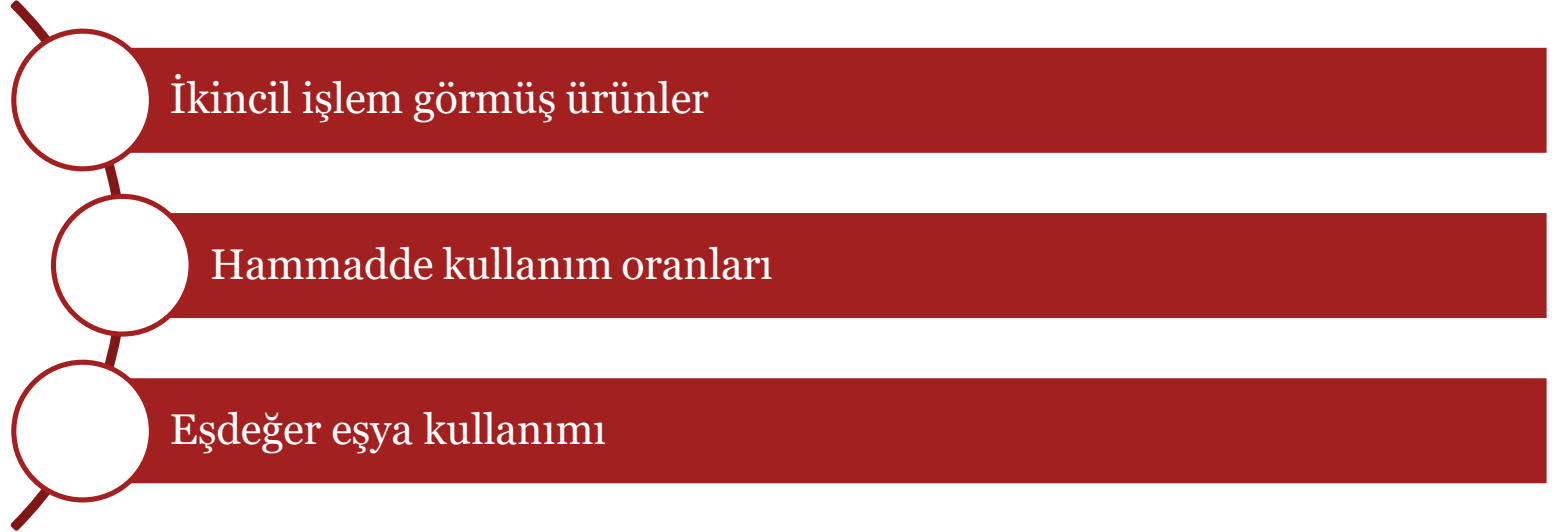 İkincil işlem görmüş ürünler
Hammadde kullanım oranları
Eşdeğer eşya kullanımı